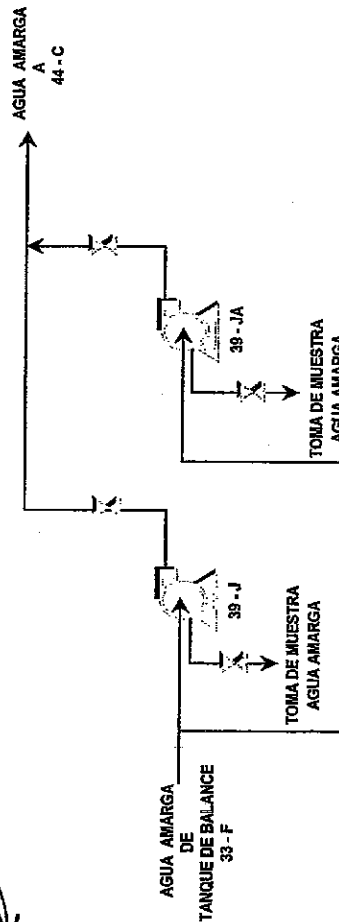 AGUA AMARGA
A
44 - C
39 - JA
TOMA DE MUESTRA
AGUA AMARGA
39 - J
TOMA DE MUESTRA
AGUA AMARGA
AGUA AMARGA
DE
TANQUE DE BALANCE
33 - F